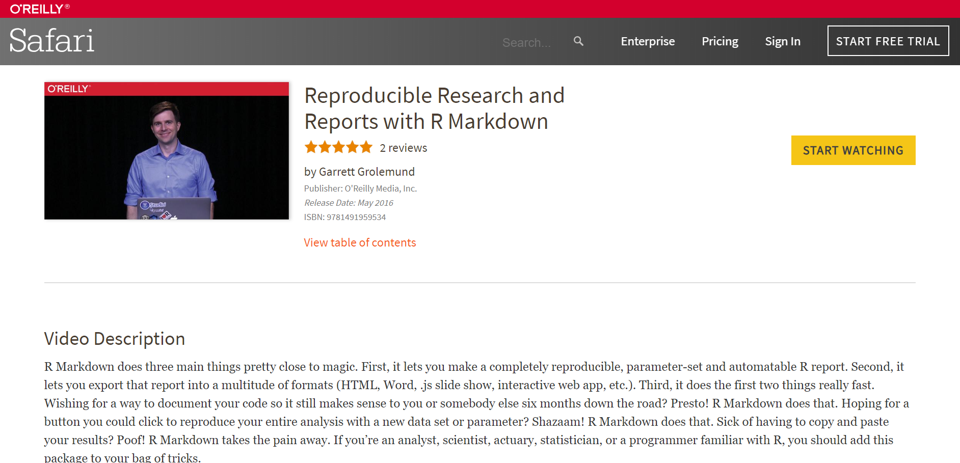 O'REILLY®
Safari
Search...
Enterprise
Pricing
Sign In
START FREE TRIAL
O'REILLY®
Reproducible Research and
Reports with R Markdown
2 reviews
START WATCHING
by Garrett Grolemund
Publisher: O'Reilly Media, Inc.
Release Date: May 2016
ISBN: 9781491959534
View table of contents
Video Description
R Markdown does three main things pretty close to magic. First, it lets you make a completely reproducible, parameter-set and automatable R report. Second, it
lets you export that report into a multitude of formats (HTML, Word, .js slide show, interactive web app, etc.). Third, it does the first two things really fast.
Wishing for a way to document your code so it still makes sense to you or somebody else six months down the road? Presto! R Markdown does that. Hoping for a
button you could click to reproduce your entire analysis with a new data set or parameter? Shazaam! R Markdown does that. Sick of having to copy and paste
your results? Poof! R Markdown takes the pain away. If you're an analyst, scientist, actuary, statistician, or a programmer familiar with R, you should add this
package to your bag of tricks.